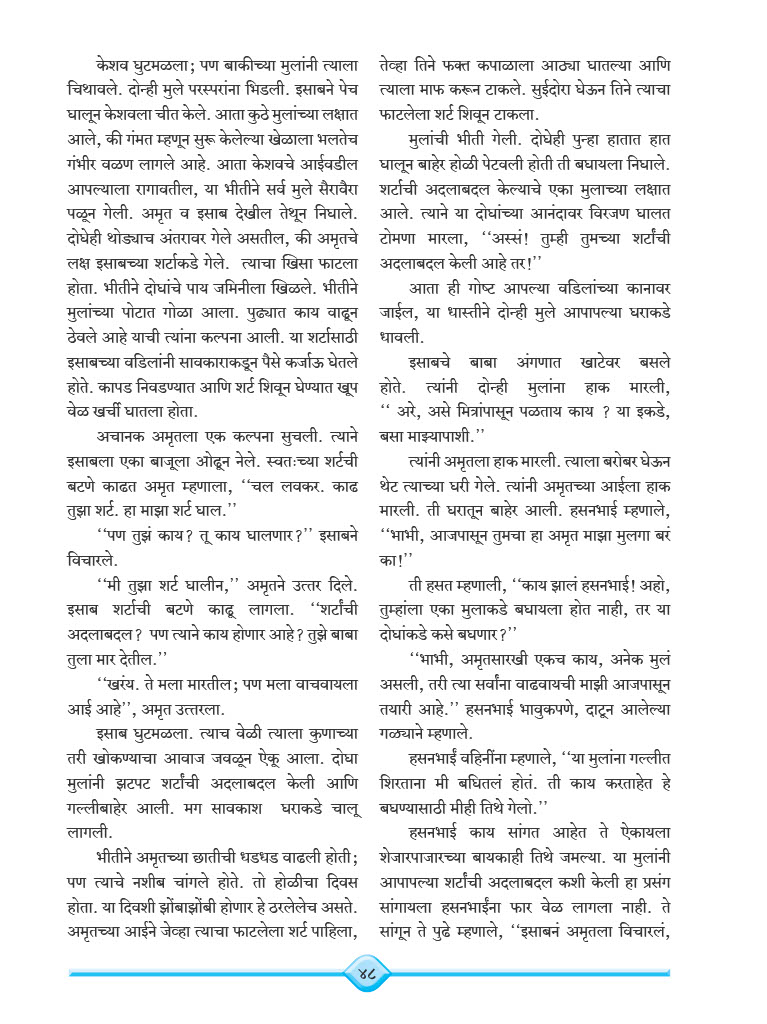 केशव घुटमळला; पण बाकीच्या मुलांनी त्याला
चिथावले. दोन्ही मुले परस्परांना भिडली. इसाबने पेच
घालून केशवला चीत केले. आता कुठे मुलांच्या लक्षात
आले, की गंमत म्हणून सुरू केलेल्या खेळाला भलतेच
गंभीर वळण लागले आहे. आता केशवचे आईवडील
आपल्याला रागावतील, या भीतीने सर्व मुले सैरावैरा
पळून गेली. अमृत व इसाब देखील तेथून निघाले.
दोघेही थोड्याच अंतरावर गेले असतील, की अमृतचे
लक्ष इसाबच्या शर्टाकडे गेले. त्याचा खिसा फाटला
होता. भीतीने दोघांचे पाय जमिनीला खिळले. भीतीने
मुलांच्या पोटात गोळा आला. पुढ्यात काय वाढून
ठेवले आहे याची त्यांना कल्पना आली. या शर्टासाठी
इसाबच्या वडिलांनी सावकाराकडून पैसे कर्जाऊ घेतले
होते. कापड निवडण्यात आणि शर्ट शिवून घेण्यात खूप
वेळ खर्ची घातला होता.
अचानक अमृतला एक कल्पना सुचली. त्याने
इसाबला एका बाजूला ओढून नेले. स्वतःच्या शर्टची
बटणे काढत अमृत म्हणाला, ‘‘चल लवकर. काढ
तुझा शर्ट. हा माझा शर्ट घाल.’’
‘‘पण तुझं काय? तू काय घालणार?’’ इसाबने
विचारले.
‘‘मी तुझा शर्ट घालीन,’’ अमृतने उत्तर दिले.
इसाब शर्टाची बटणे काढू लागला. ‘‘शर्टांची
अदलाबदल? पण त्याने काय होणार आहे? तुझे बाबा
तुला मार देतील.’’
‘‘खरंय. ते मला मारतील; पण मला वाचवायला
आई आहे’’, अमृत उत्तरला.
इसाब घुटमळला. त्याच वेळी त्याला कुणाच्या
तरी खोकण्याचा आवाज जवळून ऐकू आला. दोघा
मुलांनी झटपट शर्टांची अदलाबदल केली आणि
गल्लीबाहेर आली. मग सावकाश घराकडे चालू
लागली.
भीतीने अमृतच्या छातीची धडधड वाढली होती;
पण त्याचे नशीब चांगले होते. तो होळीचा दिवस
होता. या दिवशी झोंबाझोंबी होणार हे ठरलेलेच असते.
अमृतच्या आईने जेव्हा त्याचा फाटलेला शर्ट पाहिला,
तेव्हा तिने फक्त कपाळाला आठ्या घातल्या आणि
त्याला माफ करून टाकले. सुईदोरा घेऊन तिने त्याचा
फाटलेला शर्ट शिवून टाकला.
मुलांची भीती गेली. दोघेही पुन्हा हातात हात
घालून बाहेर होळी पेटवली होती ती बघायला निघाले.
शर्टाची अदलाबदल केल्याचे एका मुलाच्या लक्षात
आले. त्याने या दोघांच्या आनंदावर विरजण घालत
टोमणा मारला, ‘‘अस्सं! तुम्ही तुमच्या शर्टांची
अदलाबदल केली आहे तर!’’
आता ही गोष्ट आपल्या वडिलांच्या कानावर
जाईल, या धास्तीने दोन्ही मुले आपापल्या घराकडे
धावली.
इसाबचे बाबा अंगणात खाटेवर बसले
होते. त्यांनी दोन्ही मुलांना हाक मारली,
‘‘ अरे, असे मित्रांपासून पळताय काय ? या इकडे,
बसा माझ्यापाशी.’’
त्यांनी अमृतला हाक मारली. त्याला बरोबर घेऊन
थेट त्याच्या घरी गेले. त्यांनी अमृतच्या आईला हाक
मारली. ती घरातून बाहेर आली. हसनभाई म्हणाले,
‘‘भाभी, आजपासून तुमचा हा अमृत माझा मुलगा बरं
का!’’
ती हसत म्हणाली, ‘‘काय झालं हसनभाई! अहो,
तुम्हांला एका मुलाकडे बघायला होत नाही, तर या
दोघांकडे कसे बघणार?’’
‘‘भाभी, अमृतसारखी एकच काय, अनेक मुलं
असली, तरी त्या सर्वांना वाढवायची माझी आजपासून
तयारी आहे.’’ हसनभाई भावुकपणे, दाटून आलेल्या
गळ्याने म्हणाले.
हसनभाईं वहिनींना म्हणाले, ‘‘या मुलांना गल्लीत
शिरताना मी बघितलं होतं. ती काय करताहेत हे
बघण्यासाठी मीही तिथे गेलो.’’
हसनभाई काय सांगत आहेत ते ऐकायला
शेजारपाजारच्या बायकाही तिथे जमल्या. या मुलांनी
आपापल्या शर्टांची अदलाबदल कशी केली हा प्रसंग
सांगायला हसनभाईंना फार वेळ लागला नाही. ते
सांगून ते पुढे म्हणाले, ‘‘इसाबनं अमृतला विचारलं,
४८